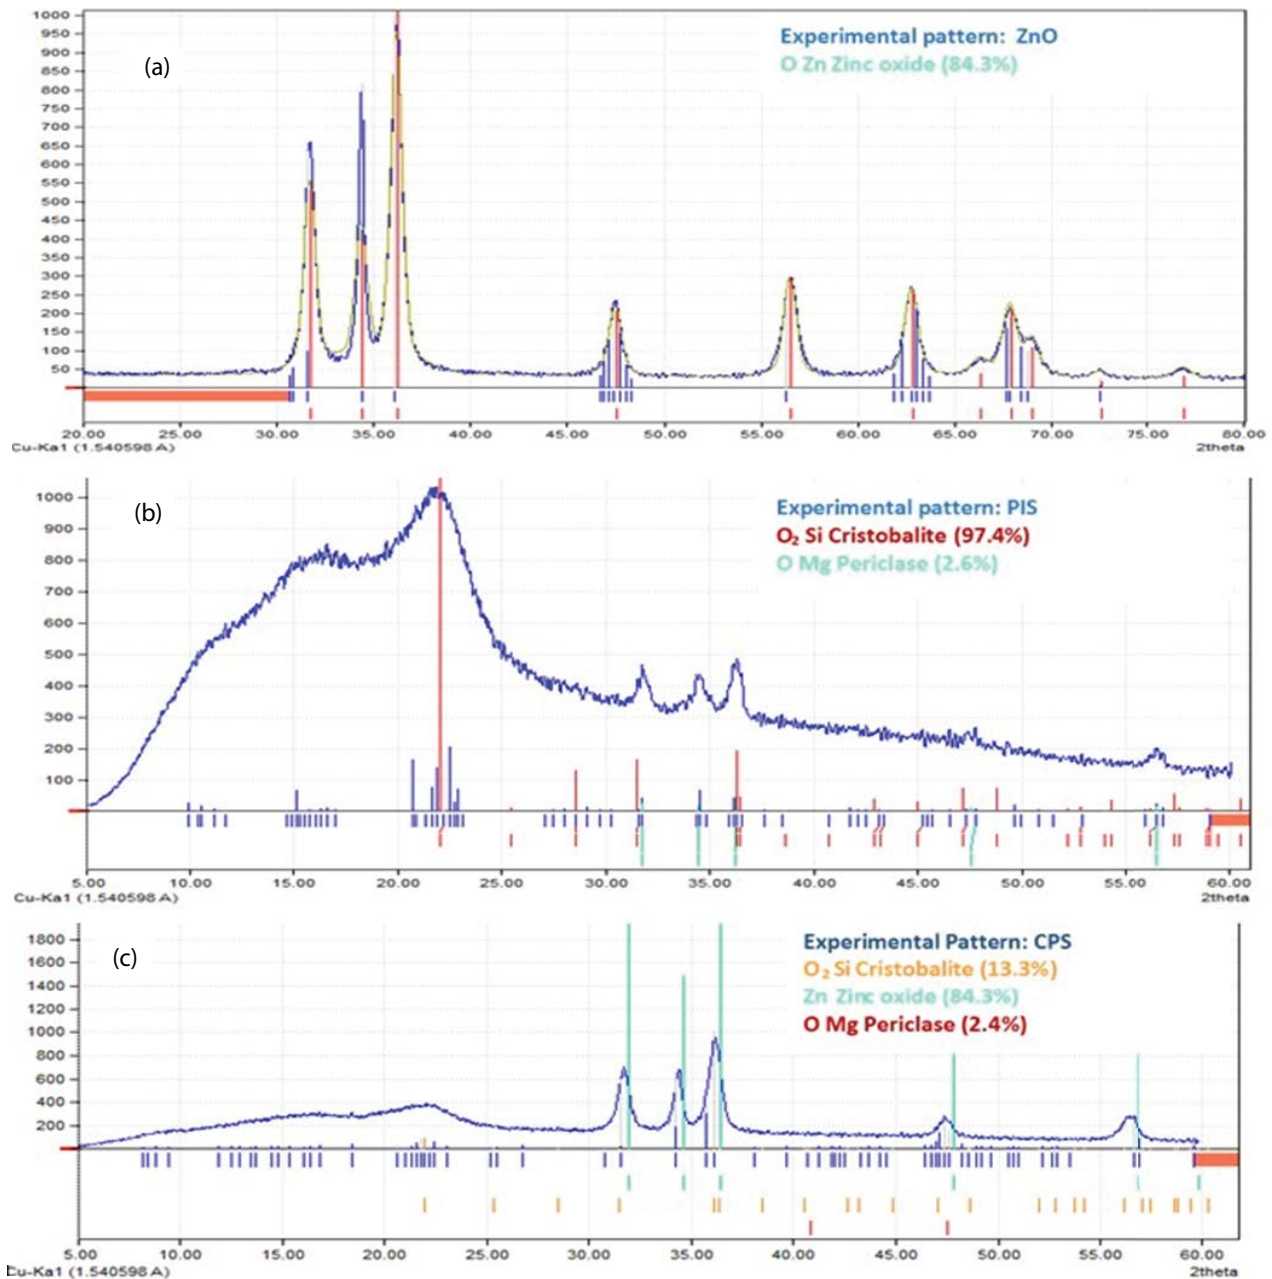 (a)
Experimental pattern: ZnO
O Zn Zinc oxide (84.3%)
1000
950
900
850
800
750
700
650
600
550
500
450
400
350
300
250
200
150
100
50
20.00 25.00 30.00 35.00 40.00 45.00 50.00 55.00 60.00 65.00 70.00 75.00 80.00
Cu-Ka1 (1.540598 A) 2theta
(b)
Experimental pattern: PIS
O₂ Si Cristobalite (97.4%)
O Mg Periclase (2.6%)
1000
900
800
700
600
500
400
300
200
100
5.00 10.00 15.00 20.00 25.00 30.00 35.00 40.00 45.00 50.00 55.00 60.00
Cu-Ka1 (1.540598 A) 2theta
(c)
Experimental Pattern: CPS
O₂ Si Cristobalite (13.3%)
Zn Zinc oxide (84.3%)
O Mg Periclase (2.4%)
1800
1600
1400
1200
1000
800
600
400
200
5.00 10.00 15.00 20.00 25.00 30.00 35.00 40.00 45.00 50.00 55.00 60.00
Cu-Ka1 (1.540598 A) 2theta